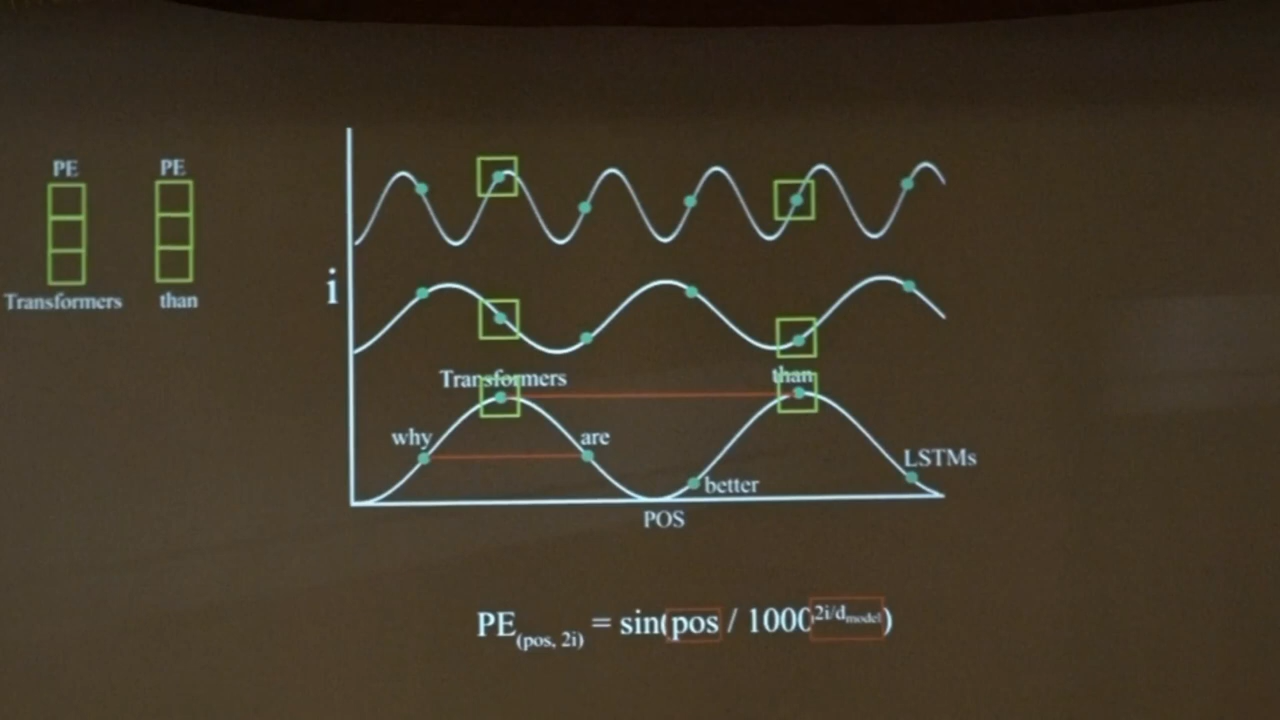 PE PE
Transformers than
i
Transformers than
why are
better
LSTMs
POS
PE(pos, 2i) = sin(pos / 1000^2i/dmodel)